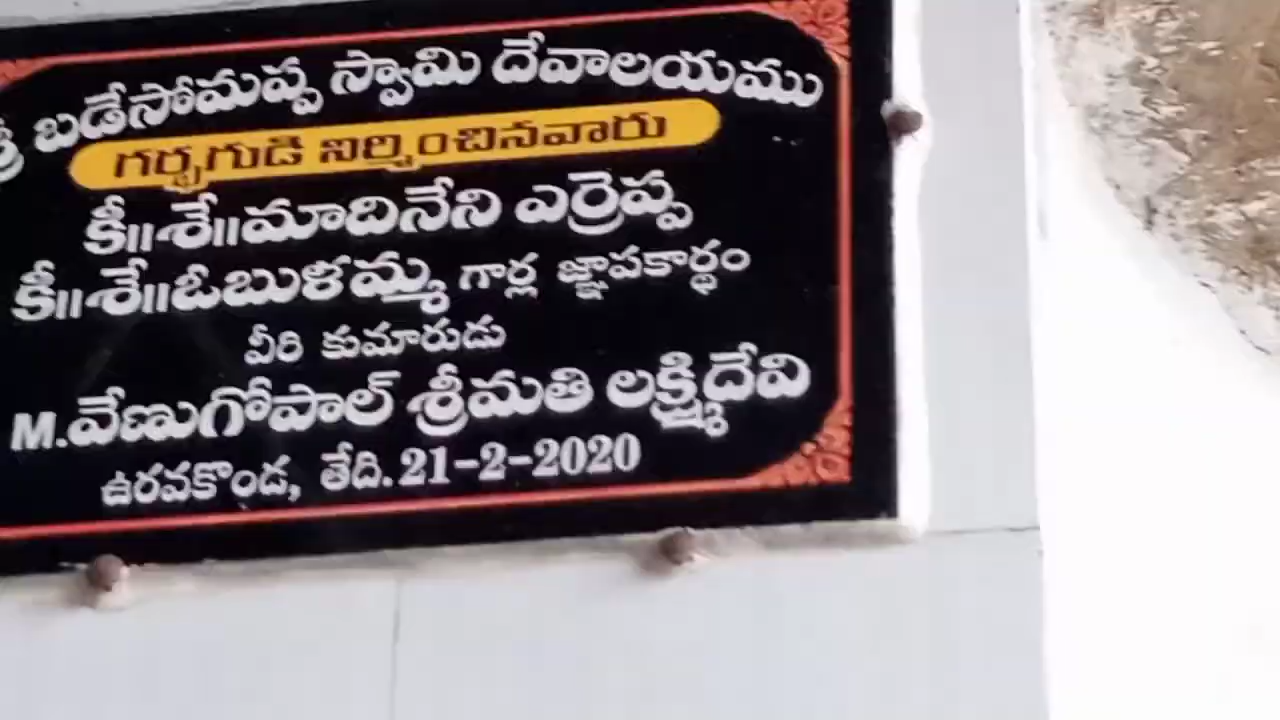 శ్రీ బడేసోమప్ప స్వామి దేవాలయము
గర్భగుడి నిర్మించినవారు
కీ॥శే॥మాదినేని ఎర్రెప్ప
కీ॥శే॥ఓబుళమ్మ గార్ల జ్ఞాపకార్థం
వీరి కుమారుడు
M.వేణుగోపాల్ శ్రీమతి లక్ష్మిదేవి
ఉరవకొండ, తేది.21-2-2020